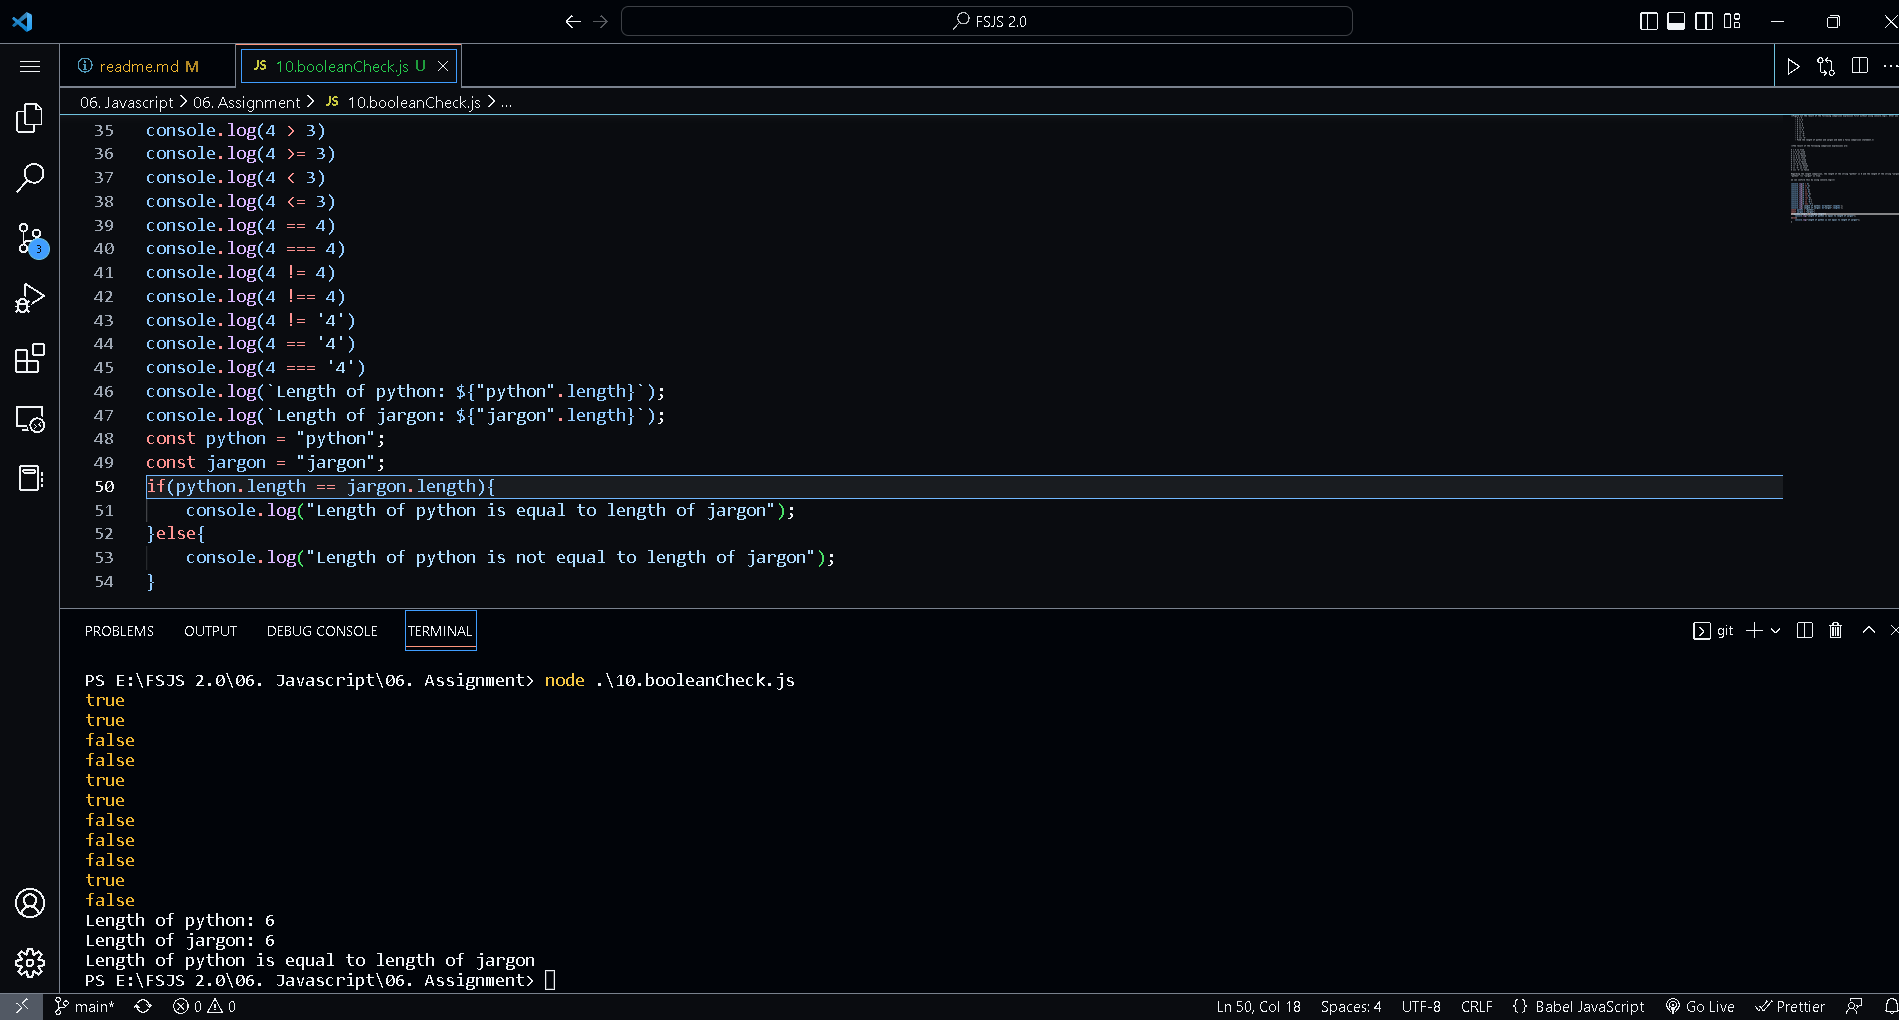 FSJS 2.0
readme.md M
JS 10.booleanCheck.js U
06. Javascript > 06. Assignment > JS 10.booleanCheck.js > ...
35 console.log(4 > 3)
36 console.log(4 >= 3)
37 console.log(4 < 3)
38 console.log(4 <= 3)
39 console.log(4 == 4)
40 console.log(4 === 4)
41 console.log(4 != 4)
42 console.log(4 !== 4)
43 console.log(4 != '4')
44 console.log(4 == '4')
45 console.log(4 === '4')
46 console.log(`Length of python: ${"python".length}`);
47 console.log(`Length of jargon: ${"jargon".length}`);
48 const python = "python";
49 const jargon = "jargon";
50 if(python.length == jargon.length){
51     console.log("Length of python is equal to length of jargon");
52 }else{
53     console.log("Length of python is not equal to length of jargon");
54 }
3
PROBLEMS OUTPUT DEBUG CONSOLE TERMINAL git
PS E:\FSJS 2.0\06. Javascript\06. Assignment> node .\10.booleanCheck.js
true
true
false
false
true
true
false
false
false
true
false
Length of python: 6
Length of jargon: 6
Length of python is equal to length of jargon
PS E:\FSJS 2.0\06. Javascript\06. Assignment>
main* 0 0 Ln 50, Col 18 Spaces: 4 UTF-8 CRLF {} Babel JavaScript Go Live Prettier